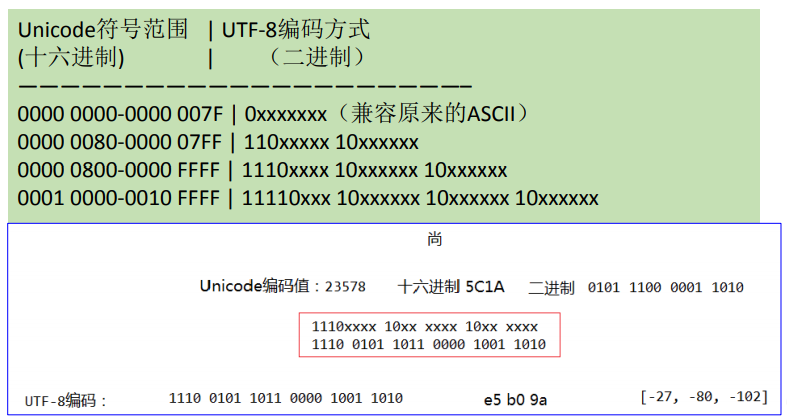 Unicode符号范围 | UTF-8编码方式
(十六进制) | （二进制）
——————————————————————
0000 0000-0000 007F | 0xxxxxxx（兼容原来的ASCII）
0000 0080-0000 07FF | 110xxxxx 10xxxxxx
0000 0800-0000 FFFF | 1110xxxx 10xxxxxx 10xxxxxx
0001 0000-0010 FFFF | 11110xxx 10xxxxxx 10xxxxxx 10xxxxxx
尚
Unicode编码值：23578 十六进制 5C1A 二进制 0101 1100 0001 1010
1110xxxx 10xx xxxx 10xx xxxx
1110 0101 1011 0000 1001 1010
UTF-8编码： 1110 0101 1011 0000 1001 1010 e5 b0 9a [-27, -80, -102]